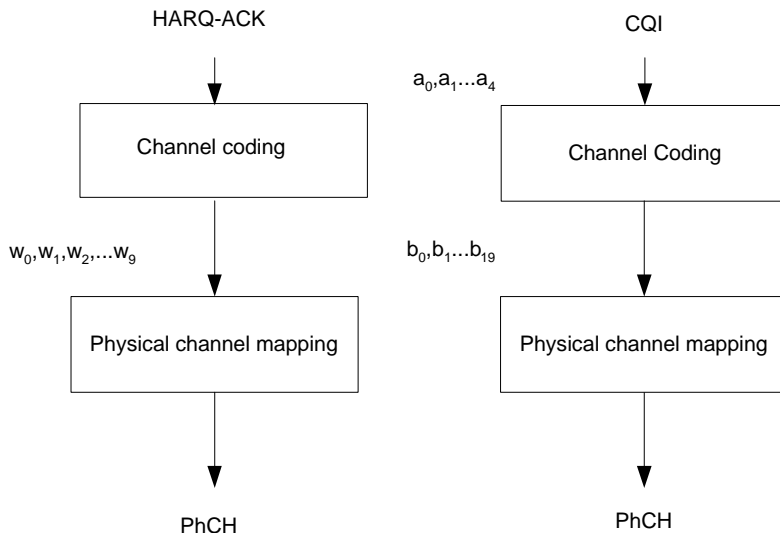 HARQ-ACK
Channel coding
w0,w1,w2,...w9
Physical channel mapping
PhCH
CQI
a0,a1...a4
Channel Coding
b0,b1...b19
Physical channel mapping
PhCH